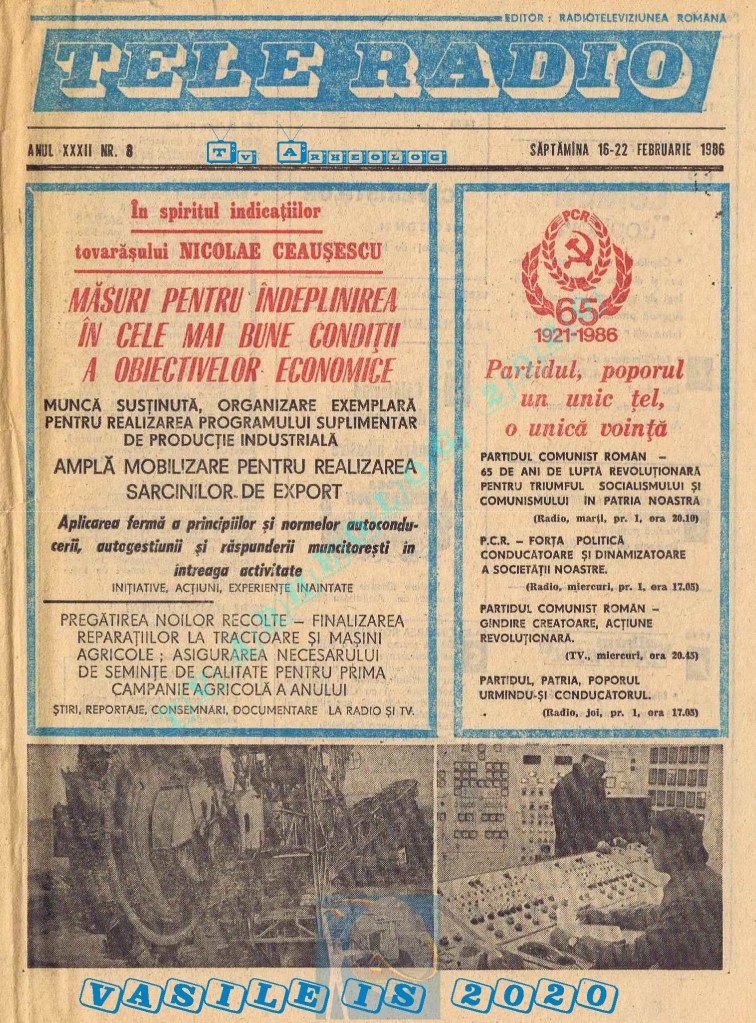 EDITOR : RADIOTELEVIZIUNEA ROMÂNĂ
TELE RADIO
ANUL XXXII NR. 8
TV ARHEOLOG
SĂPTĂMÎNA 16-22 FEBRUARIE 1986
În spiritul indicațiilor
tovarășului NICOLAE CEAUȘESCU
MĂSURI PENTRU ÎNDEPLINIREA
ÎN CELE MAI BUNE CONDIȚII
A OBIECTIVELOR ECONOMICE
MUNCĂ SUSȚINUTĂ, ORGANIZARE EXEMPLARĂ
PENTRU REALIZAREA PROGRAMULUI SUPLIMENTAR
DE PRODUCȚIE INDUSTRIALĂ
AMPLĂ MOBILIZARE PENTRU REALIZAREA
SARCINILOR DE EXPORT
Aplicarea fermă a principiilor și normelor autocondu-
cerii, autogestiunii și răspunderii muncitorești în
întreaga activitate
INIȚIATIVE, ACȚIUNI, EXPERIENȚE ÎNAINTATE
PREGĂTIREA NOILOR RECOLTE – FINALIZAREA
REPARAȚIILOR LA TRACTOARE ȘI MAȘINI
AGRICOLE ; ASIGURAREA NECESARULUI
DE SEMINȚE DE CALITATE PENTRU PRIMA
CAMPANIE AGRICOLĂ A ANULUI
ȘTIRI, REPORTAJE, CONSEMNĂRI, DOCUMENTARE LA RADIO ȘI TV.
PCR
65
1921-1986
Partidul, poporul
un unic țel,
o unică voință
PARTIDUL COMUNIST ROMÂN –
65 DE ANI DE LUPTĂ REVOLUȚIONARĂ
PENTRU TRIUMFUL SOCIALISMULUI ȘI
COMUNISMULUI ÎN PATRIA NOASTRĂ
(Radio, marți, pr. 1, ora 20.10)
P.C.R. – FORȚA POLITICĂ
CONDUCĂTOARE ȘI DINAMIZATOARE
A SOCIETĂȚII NOASTRE.
(Radio, miercuri, pr. 1, ora 17.05)
PARTIDUL COMUNIST ROMÂN –
GÎNDIRE CREATOARE, ACȚIUNE
REVOLUȚIONARĂ.
(TV., miercuri, ora 20.45)
PARTIDUL, PATRIA, POPORUL
URMÎNDU-ȘI CONDUCĂTORUL.
(Radio, joi, pr. 1, ora 17.05)
TV ARHEOLOG 2020
VASILE IS 2020